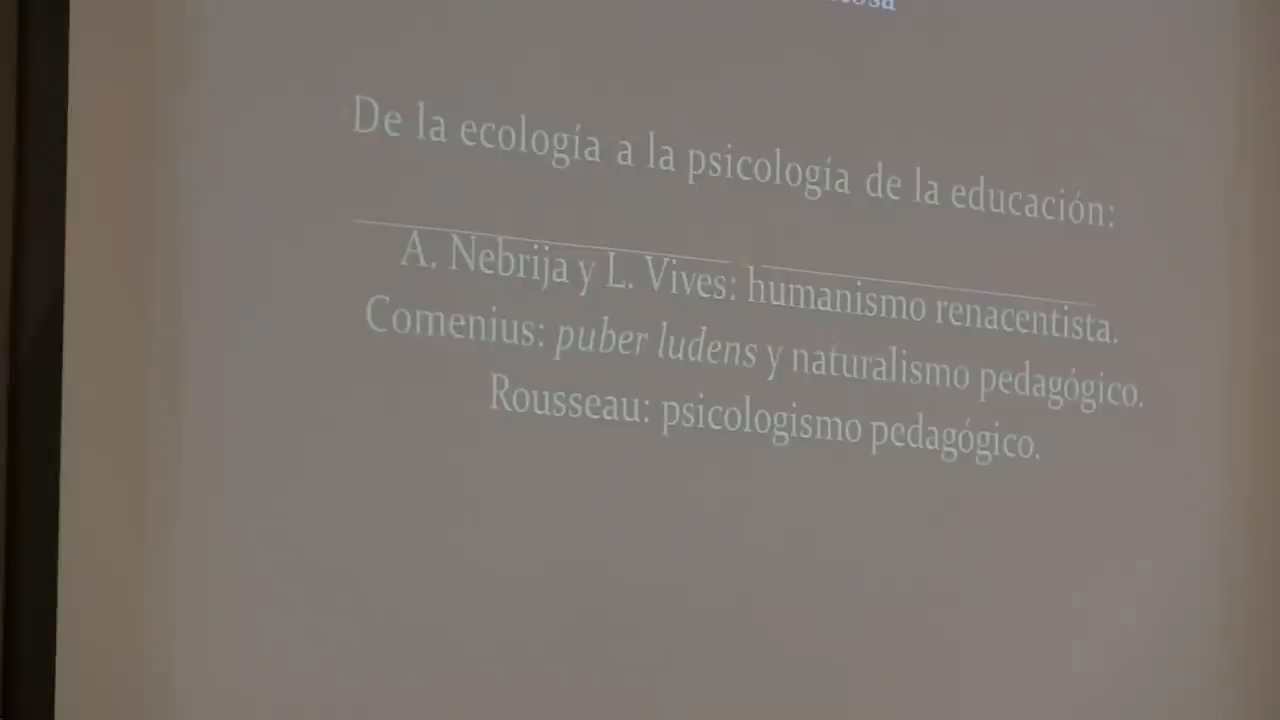 De la ecología a la psicología de la educación:
A. Nebrija y L. Vives: humanismo renacentista.
Comenius: puber ludens y naturalismo pedagógico.
Rousseau: psicologismo pedagógico.